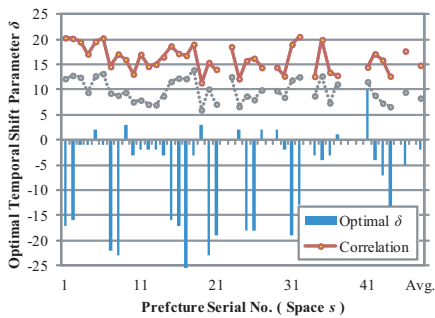 Optimal Temporal Shift Parameter δ
25
20
15
10
5
0
-5
-10
-15
-20
-25
Optimal δ
Correlation
1 11 21 31 41 Avg.
Prefcture Serial No. ( Space s )